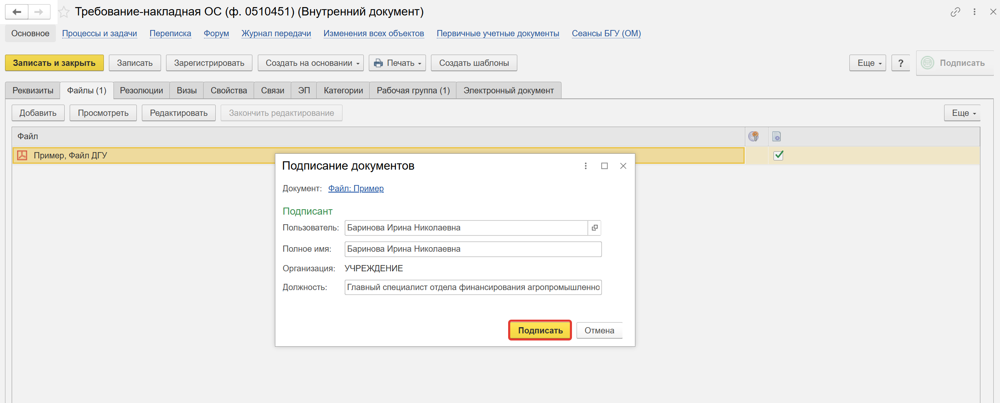 Требование-накладная ОС (ф. 0510451) (Внутренний документ)
Основное Процессы и задачи Переписка Форум Журнал передачи Изменения всех объектов Первичные учетные документы Сеансы БГУ (ОМ)
Записать и закрыть Записать Зарегистрировать Создать на основании Печать Создать шаблоны Еще ? Подписать
Реквизиты Файлы (1) Резолюции Визы Свойства Связи ЭП Категории Рабочая группа (1) Электронный документ
Добавить Просмотреть Редактировать Закончить редактирование Еще
Файл
Пример, Файл ДГУ
Подписание документов
Документ: Файл: Пример
Подписант
Пользователь: Баринова Ирина Николаевна
Полное имя: Баринова Ирина Николаевна
Организация: УЧРЕЖДЕНИЕ
Должность: Главный специалист отдела финансирования агропромышленно
Подписать Отмена